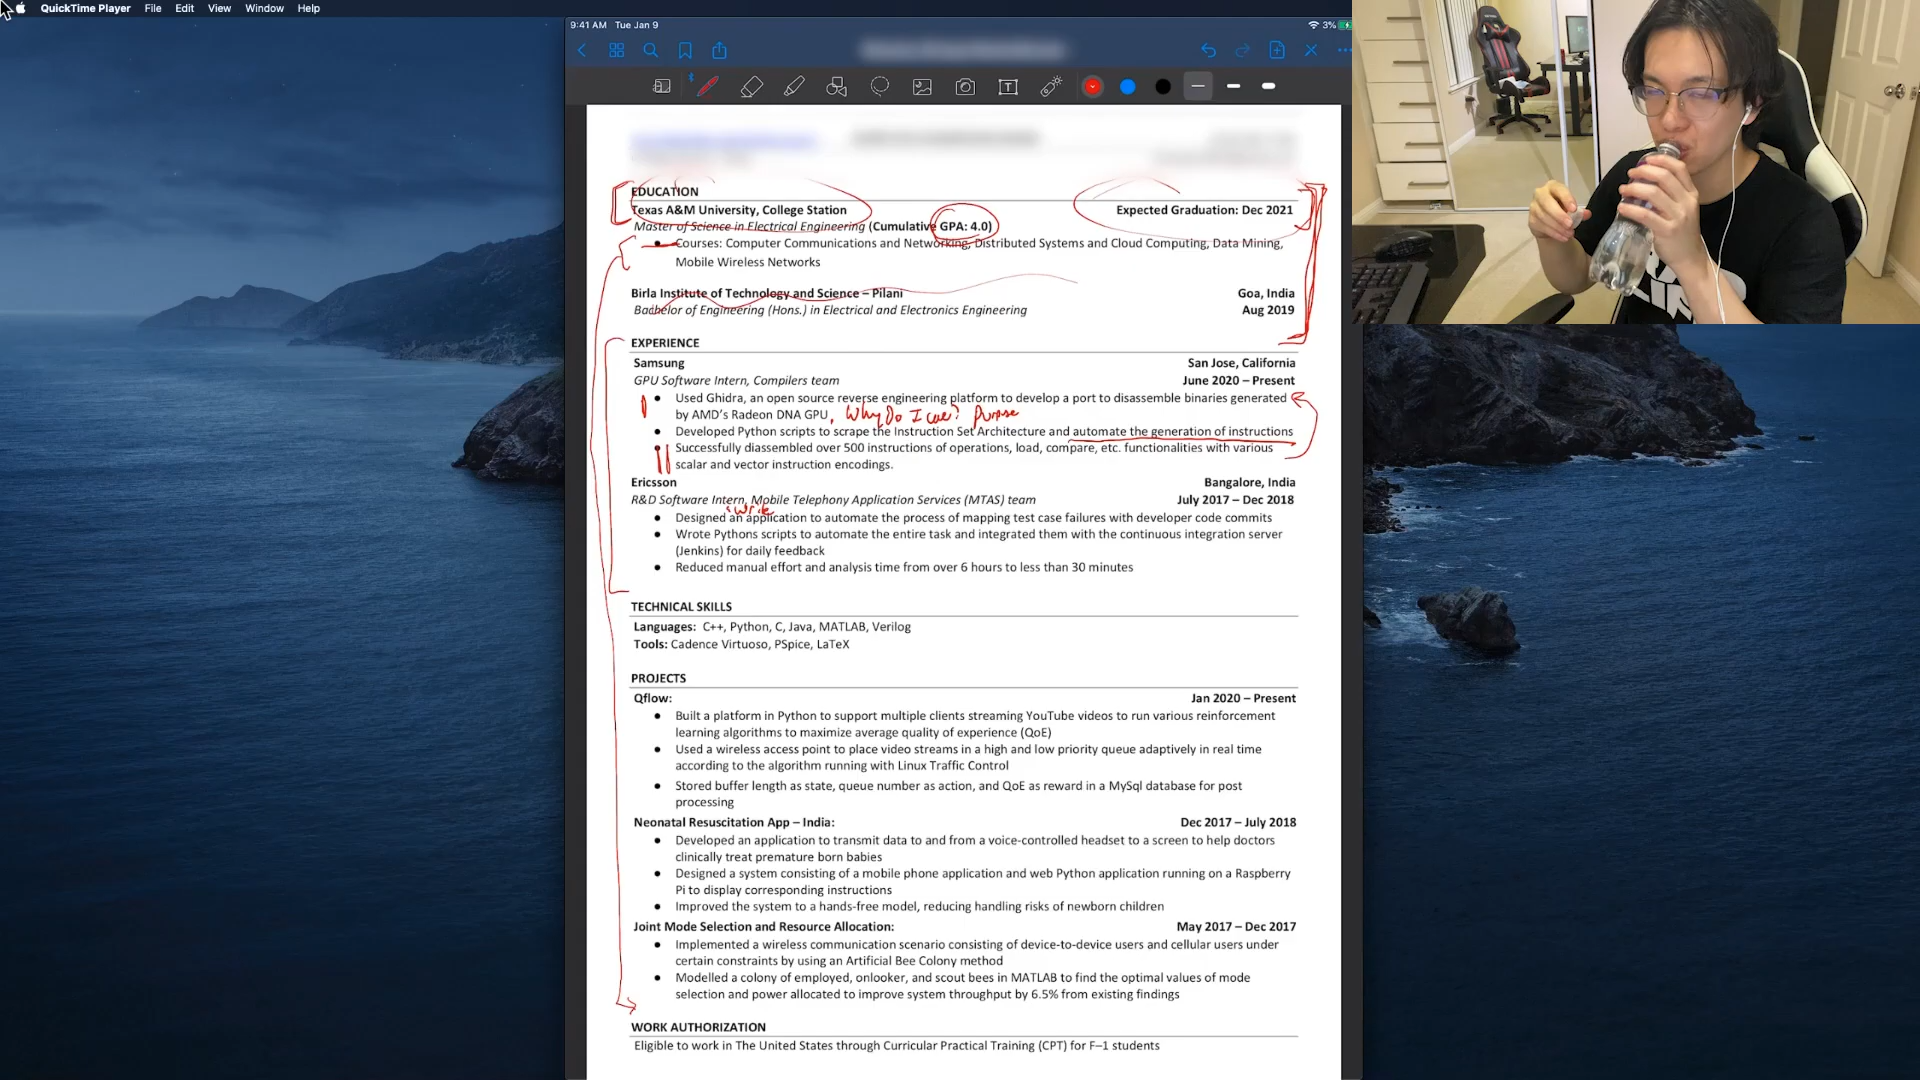 QuickTime Player File Edit View Window Help
9:41 AM Tue Jan 9
3%
EDUCATION
Texas A&M University, College Station Expected Graduation: Dec 2021
Master of Science in Electrical Engineering (Cumulative GPA: 4.0)
● Courses: Computer Communications and Networking, Distributed Systems and Cloud Computing, Data Mining,
Mobile Wireless Networks
Birla Institute of Technology and Science – Pilani Goa, India
Bachelor of Engineering (Hons.) in Electrical and Electronics Engineering Aug 2019
EXPERIENCE
Samsung San Jose, California
GPU Software Intern, Compilers team June 2020 – Present
● Used Ghidra, an open source reverse engineering platform to develop a port to disassemble binaries generated
by AMD's Radeon DNA GPU, Why Do I care? Purpose
● Developed Python scripts to scrape the Instruction Set Architecture and automate the generation of instructions
● Successfully diassembled over 500 instructions of operations, load, compare, etc. functionalities with various
scalar and vector instruction encodings.
Ericsson Bangalore, India
R&D Software Intern, Mobile Telephony Application Services (MTAS) team July 2017 – Dec 2018
● Designed an application to automate the process of mapping test case failures with developer code commits
● Wrote Pythons scripts to automate the entire task and integrated them with the continuous integration server
(Jenkins) for daily feedback
● Reduced manual effort and analysis time from over 6 hours to less than 30 minutes
TECHNICAL SKILLS
Languages: C++, Python, C, Java, MATLAB, Verilog
Tools: Cadence Virtuoso, PSpice, LaTeX
PROJECTS
Qflow: Jan 2020 – Present
● Built a platform in Python to support multiple clients streaming YouTube videos to run various reinforcement
learning algorithms to maximize average quality of experience (QoE)
● Used a wireless access point to place video streams in a high and low priority queue adaptively in real time
according to the algorithm running with Linux Traffic Control
● Stored buffer length as state, queue number as action, and QoE as reward in a MySql database for post
processing
Neonatal Resuscitation App – India: Dec 2017 – July 2018
● Developed an application to transmit data to and from a voice-controlled headset to a screen to help doctors
clinically treat premature born babies
● Designed a system consisting of a mobile phone application and web Python application running on a Raspberry
Pi to display corresponding instructions
● Improved the system to a hands-free model, reducing handling risks of newborn children
Joint Mode Selection and Resource Allocation: May 2017 – Dec 2017
● Implemented a wireless communication scenario consisting of device-to-device users and cellular users under
certain constraints by using an Artificial Bee Colony method
● Modelled a colony of employed, onlooker, and scout bees in MATLAB to find the optimal values of mode
selection and power allocated to improve system throughput by 6.5% from existing findings
WORK AUTHORIZATION
Eligible to work in The United States through Curricular Practical Training (CPT) for F–1 students